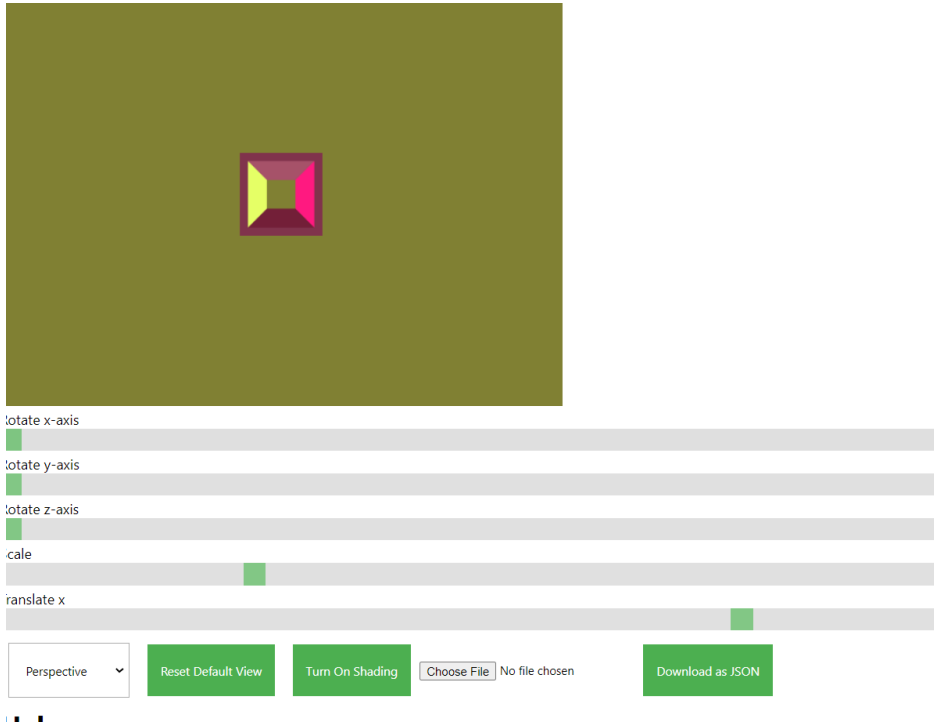 Rotate x-axis
Rotate y-axis
Rotate z-axis
Scale
Translate x
Perspective Reset Default View Turn On Shading Choose File No file chosen Download as JSON